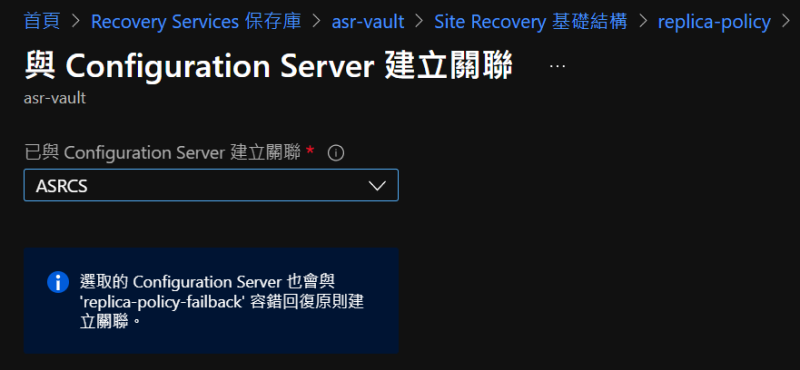 首頁 > Recovery Services 保存庫 > asr-vault > Site Recovery 基礎結構 > replica-policy >
與 Configuration Server 建立關聯 ...
asr-vault
已與 Configuration Server 建立關聯 *
ASRCS
選取的 Configuration Server 也會與
'replica-policy-failback' 容錯回復原則建
立關聯。